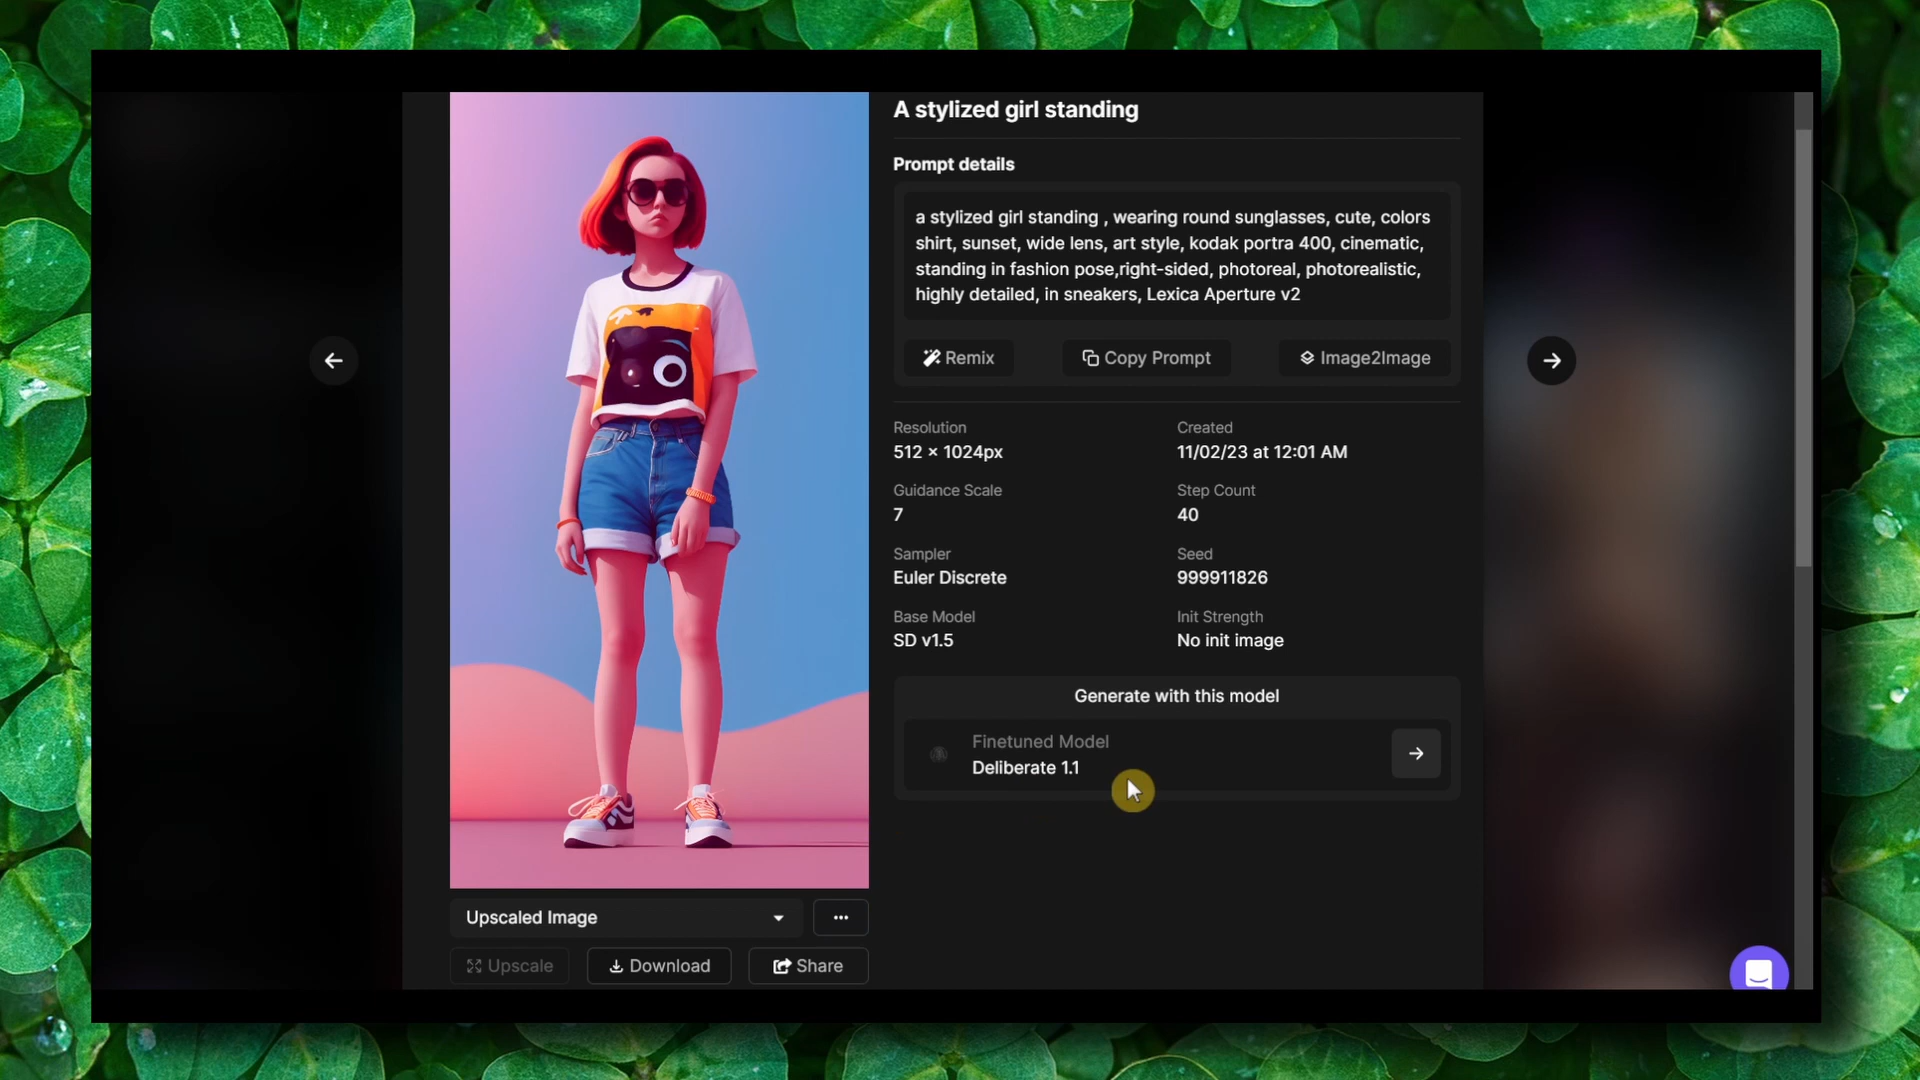 A stylized girl standing
Prompt details
a stylized girl standing , wearing round sunglasses, cute, colors
shirt, sunset, wide lens, art style, kodak portra 400, cinematic,
standing in fashion pose,right-sided, photoreal, photorealistic,
highly detailed, in sneakers, Lexica Aperture v2
Remix
Copy Prompt
Image2Image
Resolution
512 × 1024px
Created
11/02/23 at 12:01 AM
Guidance Scale
7
Step Count
40
Sampler
Euler Discrete
Seed
999911826
Base Model
SD v1.5
Init Strength
No init image
Generate with this model
Finetuned Model
Deliberate 1.1
Upscaled Image
Upscale
Download
Share